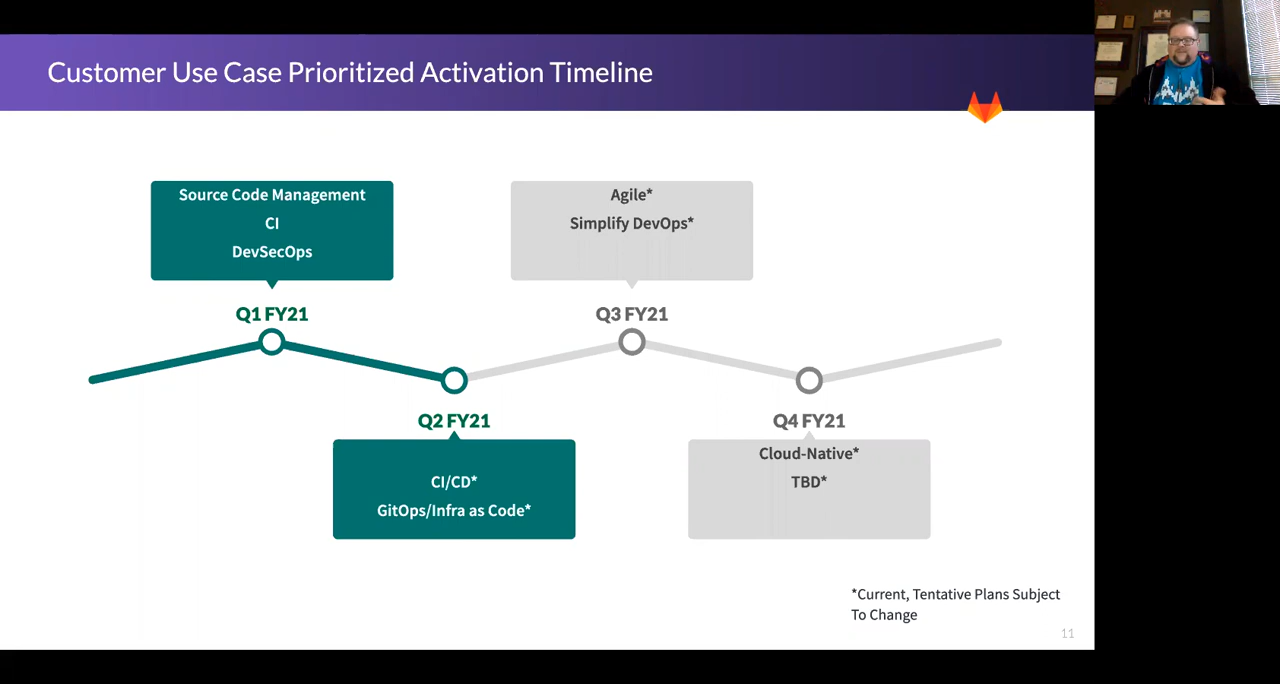 Customer Use Case Prioritized Activation Timeline
Source Code Management
CI
DevSecOps
Q1 FY21
Agile*
Simplify DevOps*
Q3 FY21
Q2 FY21
CI/CD*
GitOps/Infra as Code*
Q4 FY21
Cloud-Native*
TBD*
*Current, Tentative Plans Subject
To Change
11